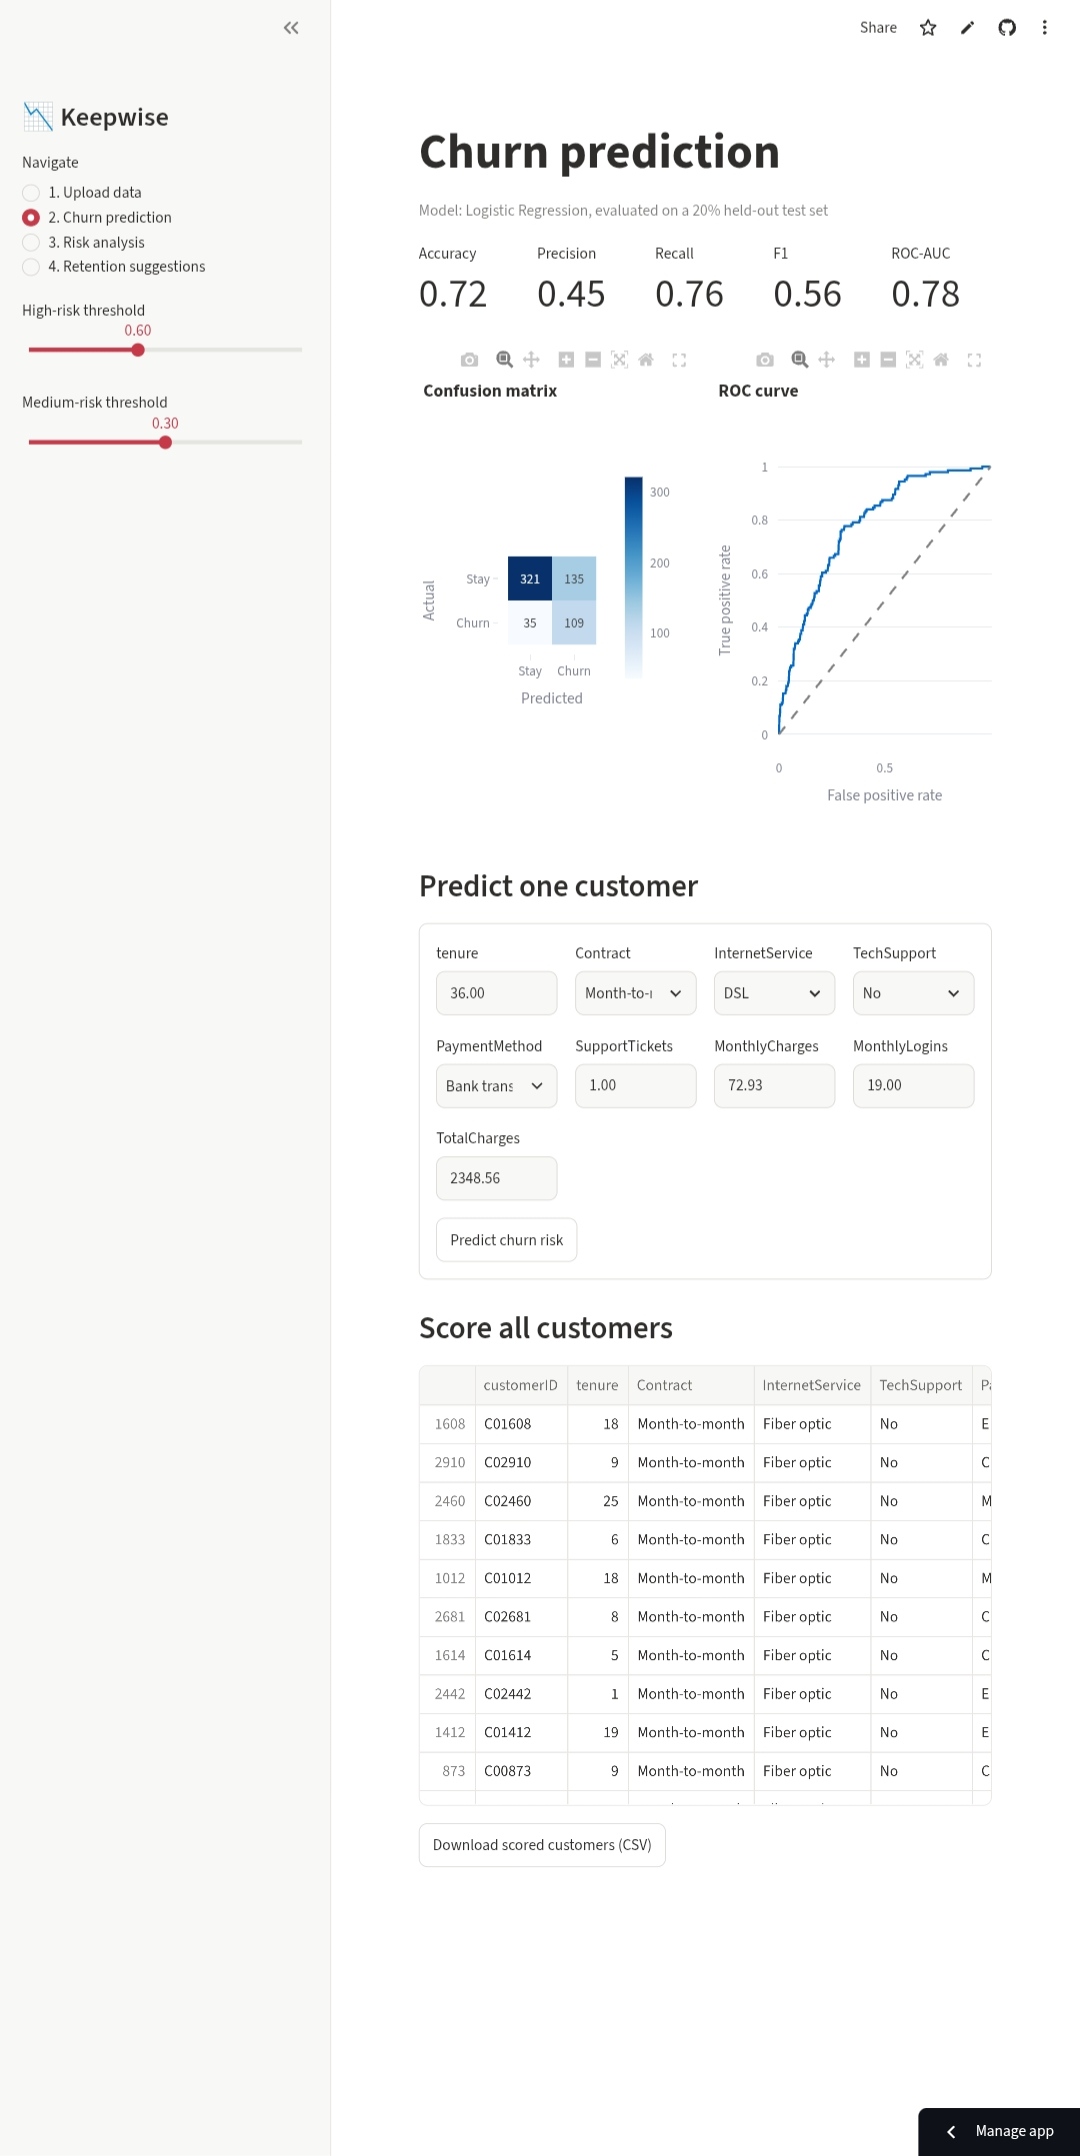 Share
Keepwise
Navigate
1. Upload data
2. Churn prediction
3. Risk analysis
4. Retention suggestions
High-risk threshold
0.60
Medium-risk threshold
0.30
Churn prediction
Model: Logistic Regression, evaluated on a 20% held-out test set
Accuracy Precision Recall F1 ROC-AUC
0.72 0.45 0.76 0.56 0.78
Confusion matrix
300
200
100
Actual
Stay 321 135
Churn 35 109
Stay Churn
Predicted
ROC curve
True positive rate
1
0.8
0.6
0.4
0.2
0
0 0.5
False positive rate
Predict one customer
tenure Contract InternetService TechSupport
36.00 Month-to- DSL No
PaymentMethod SupportTickets MonthlyCharges MonthlyLogins
Bank trans 1.00 72.93 19.00
TotalCharges
2348.56
Predict churn risk
Score all customers
customerID tenure Contract InternetService TechSupport Pa
1608 C01608 18 Month-to-month Fiber optic No E
2910 C02910 9 Month-to-month Fiber optic No C
2460 C02460 25 Month-to-month Fiber optic No M
1833 C01833 6 Month-to-month Fiber optic No C
1012 C01012 18 Month-to-month Fiber optic No M
2681 C02681 8 Month-to-month Fiber optic No C
1614 C01614 5 Month-to-month Fiber optic No C
2442 C02442 1 Month-to-month Fiber optic No E
1412 C01412 19 Month-to-month Fiber optic No E
873 C00873 9 Month-to-month Fiber optic No C
Download scored customers (CSV)
Manage app